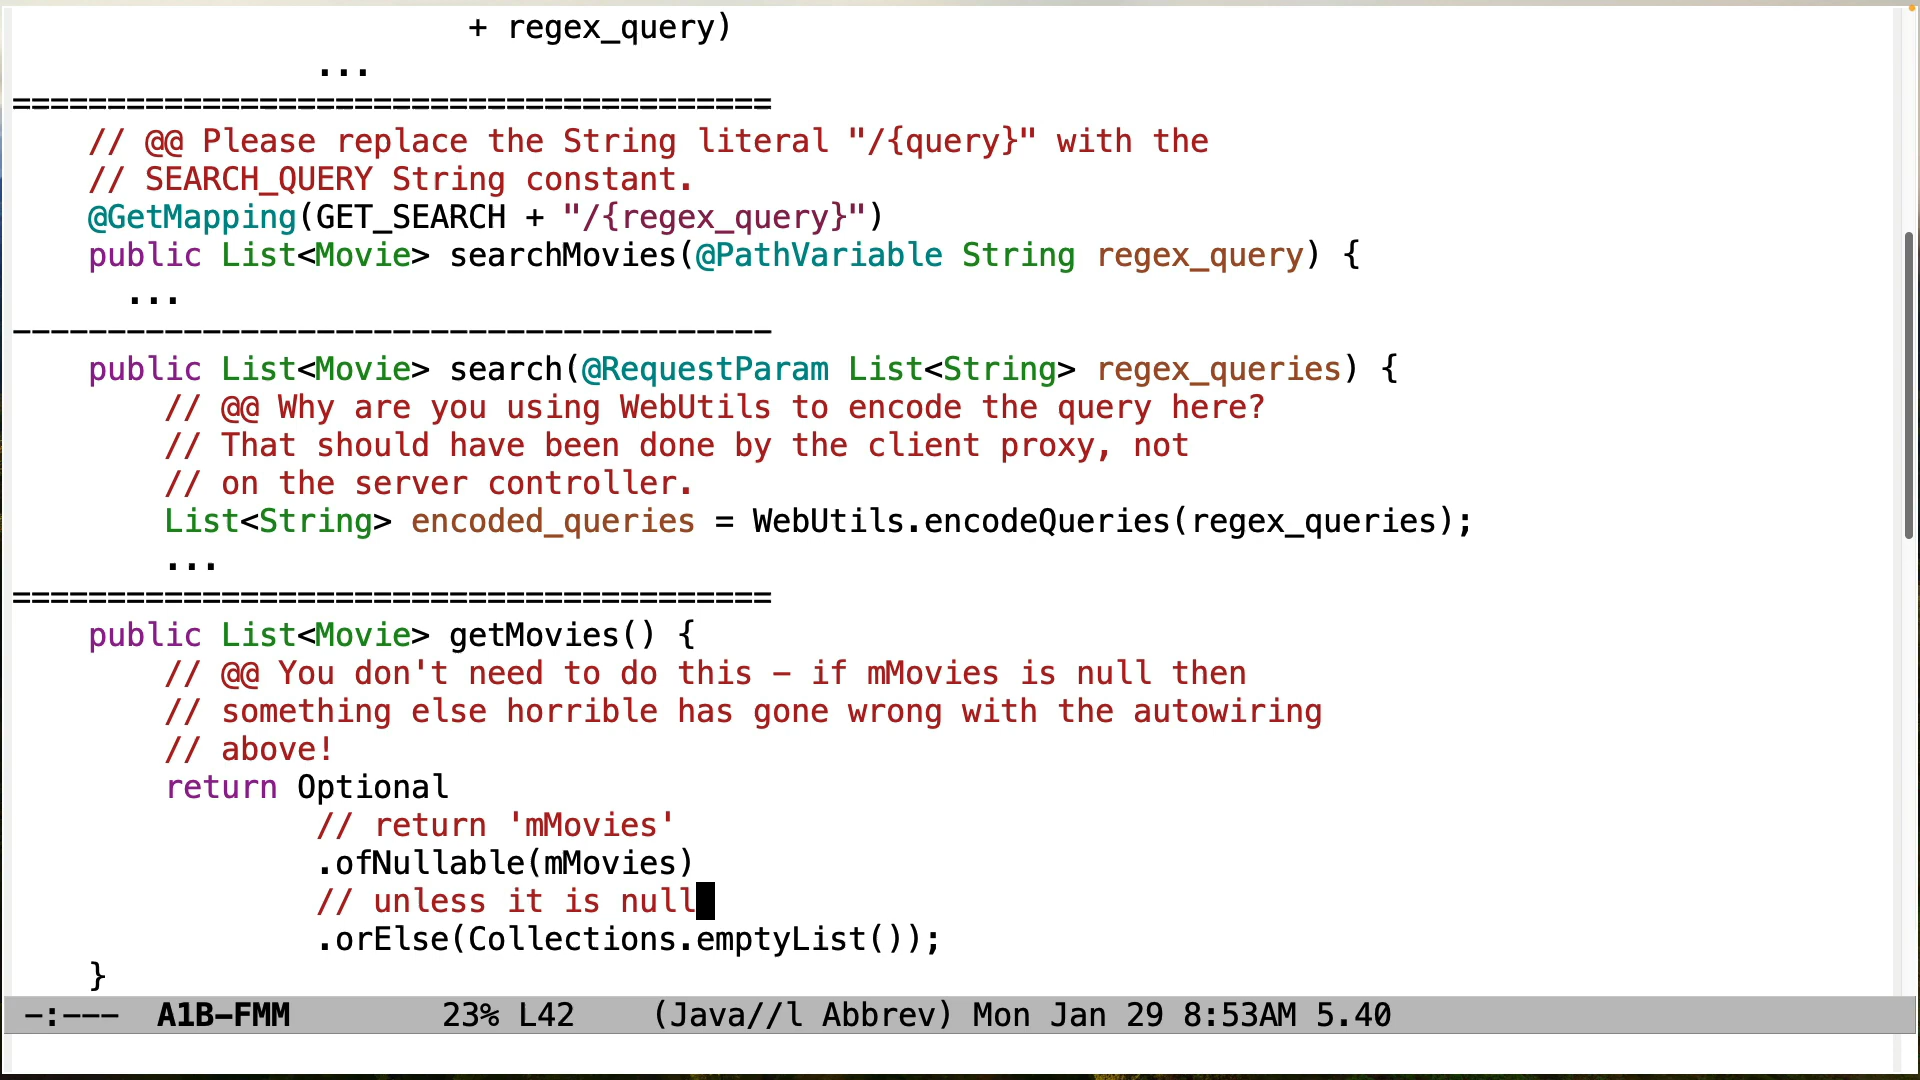 + regex_query)
...
========================================
// @@ Please replace the String literal "/{query}" with the
// SEARCH_QUERY String constant.
@GetMapping(GET_SEARCH + "/{regex_query}")
public List<Movie> searchMovies(@PathVariable String regex_query) {
...
----------------------------------------
public List<Movie> search(@RequestParam List<String> regex_queries) {
// @@ Why are you using WebUtils to encode the query here?
// That should have been done by the client proxy, not
// on the server controller.
List<String> encoded_queries = WebUtils.encodeQueries(regex_queries);
...
========================================
public List<Movie> getMovies() {
// @@ You don't need to do this - if mMovies is null then
// something else horrible has gone wrong with the autowiring
// above!
return Optional
// return 'mMovies'
.ofNullable(mMovies)
// unless it is null
.orElse(Collections.emptyList());
}
-:--- A1B-FMM 23% L42 (Java//l Abbrev) Mon Jan 29 8:53AM 5.40